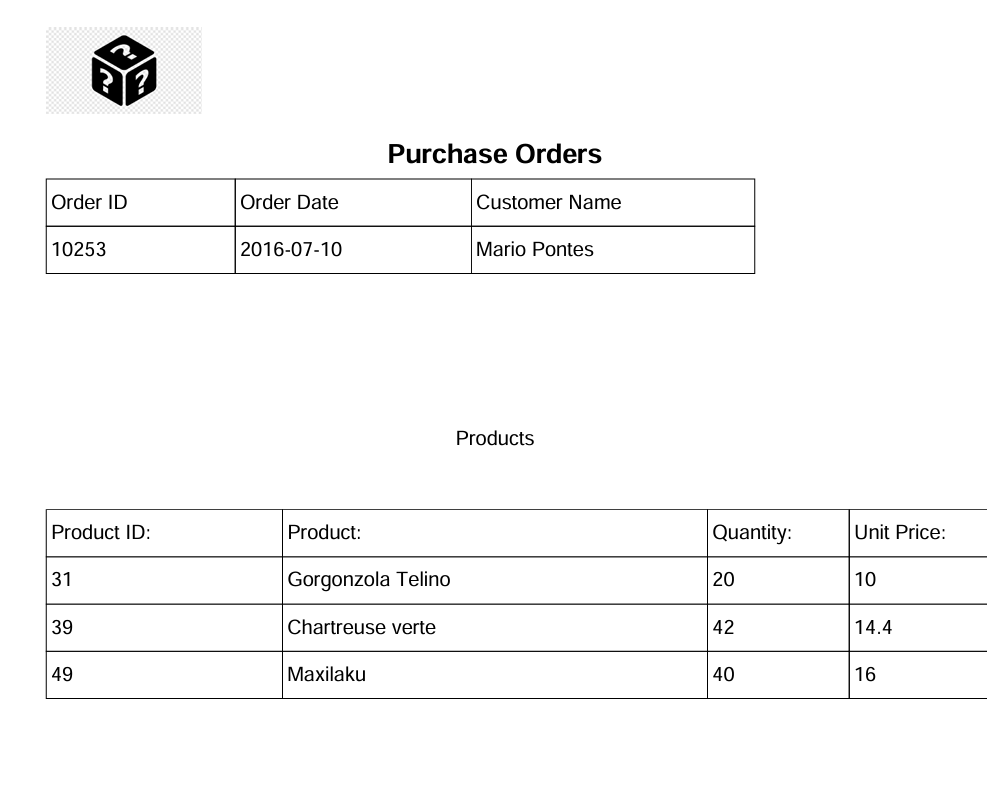 ? ? ?
Purchase Orders
Order ID Order Date Customer Name
10253 2016-07-10 Mario Pontes
Products
Product ID: Product: Quantity: Unit Price:
31 Gorgonzola Telino 20 10
39 Chartreuse verte 42 14.4
49 Maxilaku 40 16